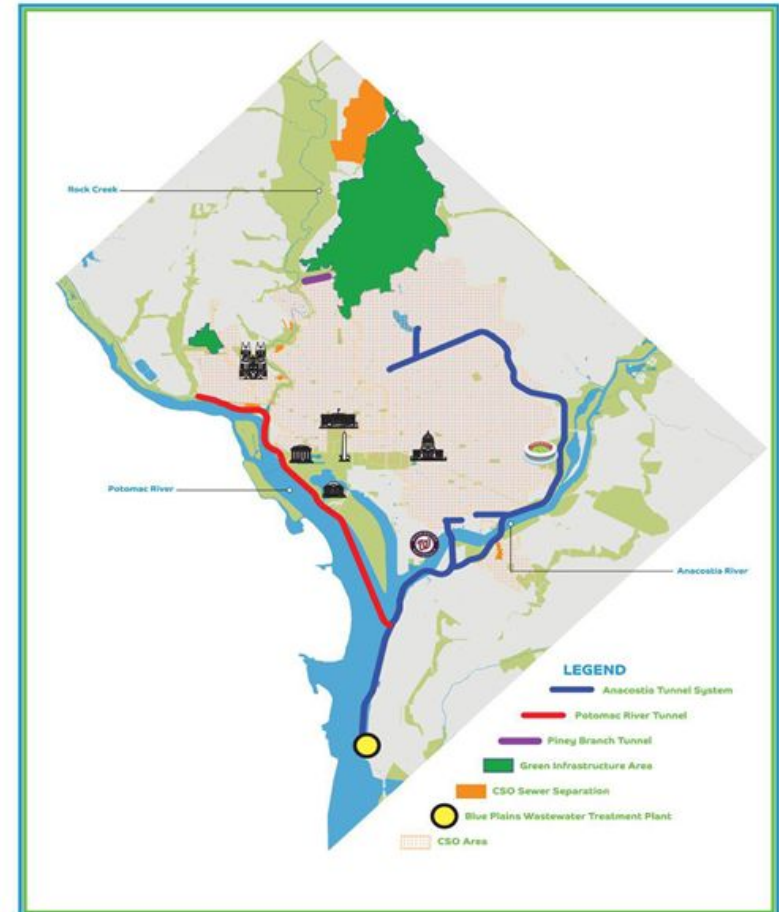 Rock Creek
Potomac River
Anacostia River
LEGEND
Anacostia Tunnel System
Potomac River Tunnel
Piney Branch Tunnel
Green Infrastructure Area
CSO Sewer Separation
Blue Plains Wastewater Treatment Plant
CSO Area